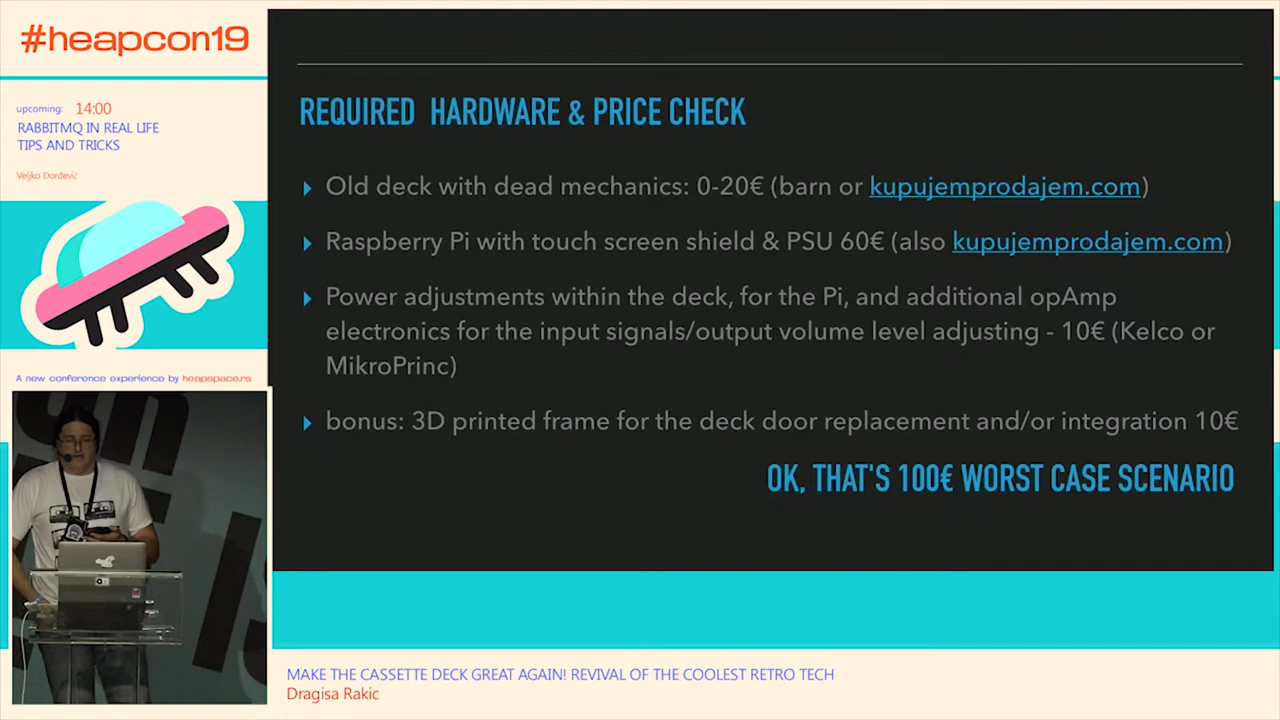 #heapcon19
upcoming: 14:00
RABBITMQ IN REAL LIFE
TIPS AND TRICKS
Veljko Đorđević
A new conference experience by heapspace.rs
REQUIRED HARDWARE & PRICE CHECK
Old deck with dead mechanics: 0-20€ (barn or kupujemprodajem.com)
Raspberry Pi with touch screen shield & PSU 60€ (also kupujemprodajem.com)
Power adjustments within the deck, for the Pi, and additional opAmp
electronics for the input signals/output volume level adjusting - 10€ (Kelco or
MikroPrinc)
bonus: 3D printed frame for the deck door replacement and/or integration 10€
OK, THAT'S 100€ WORST CASE SCENARIO
MAKE THE CASSETTE DECK GREAT AGAIN! REVIVAL OF THE COOLEST RETRO TECH
Dragisa Rakic